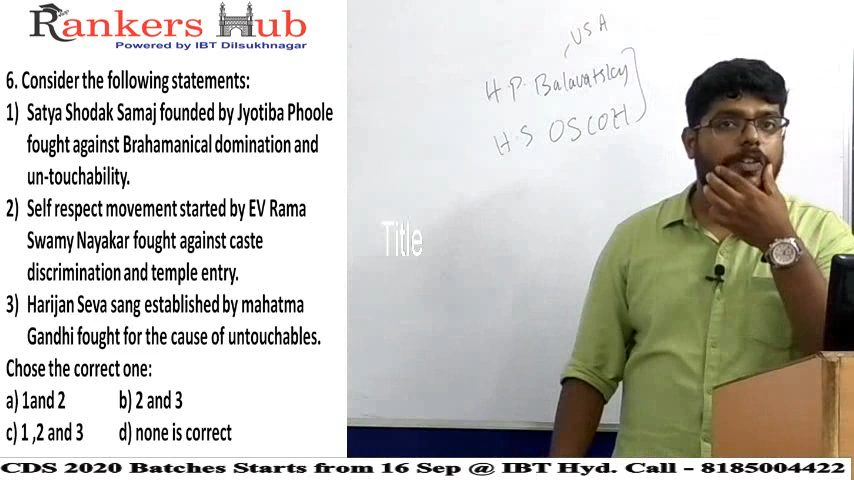 Rankers Hub
Powered by IBT Dilsukhnagar
6. Consider the following statements:
1) Satya Shodak Samaj founded by Jyotiba Phoole
fought against Brahamanical domination and
un-touchability.
2) Self respect movement started by EV Rama
Swamy Nayakar fought against caste
discrimination and temple entry.
3) Harijan Seva sang established by mahatma
Gandhi fought for the cause of untouchables.
Chose the correct one:
a) 1and 2 b) 2 and 3
c) 1 ,2 and 3 d) none is correct
USA
H P. Balavatsky
H.S OSCOTT
Title
CDS 2020 Batches Starts from 16 Sep @ IBT Hyd. Call - 8185004422